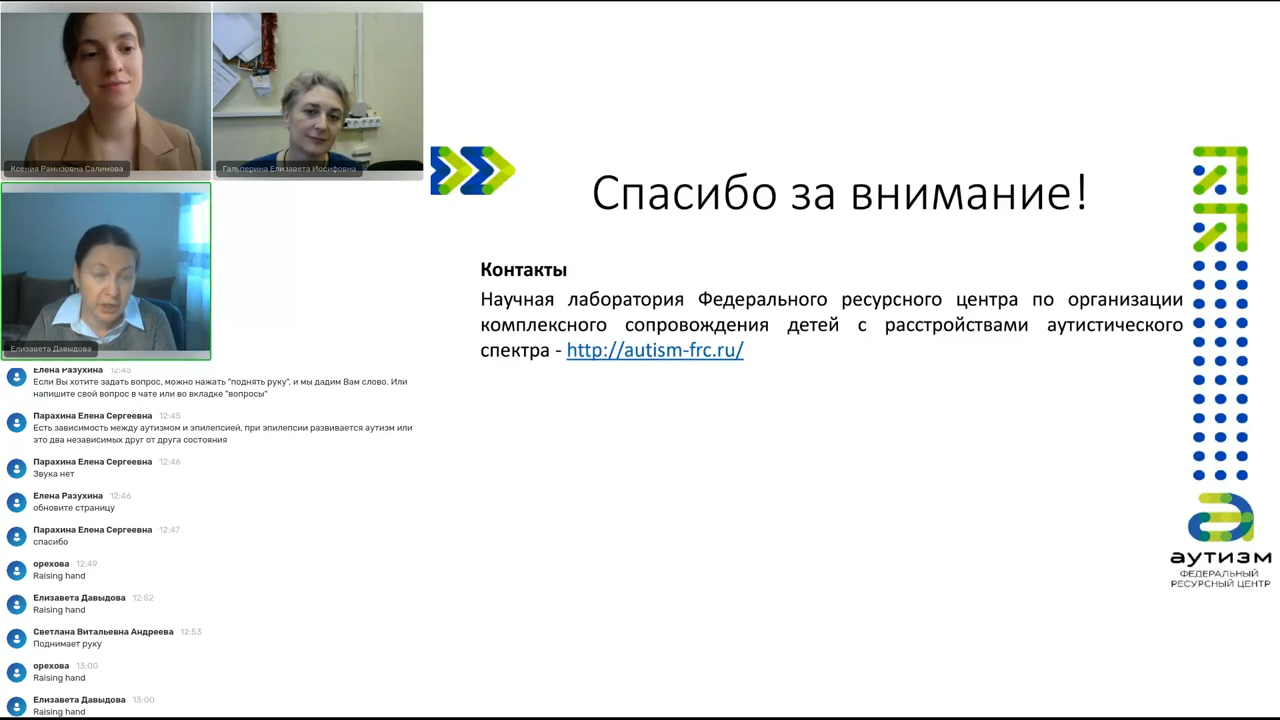 Ксения Рамизовна Салимова
Гальперина Елизавета Иосифовна
Елизавета Давыдова
Елена Разухина 12:45
Если Вы хотите задать вопрос, можно нажать "поднять руку", и мы дадим Вам слово. Или
напишите свой вопрос в чате или во вкладке "вопросы"
Парахина Елена Сергеевна 12:45
Есть зависимость между аутизмом и эпилепсией, при эпилепсии развивается аутизм или
это два независимых друг от друга состояния
Парахина Елена Сергеевна 12:46
Звука нет
Елена Разухина 12:46
обновите страницу
Парахина Елена Сергеевна 12:47
спасибо
орехова 12:49
Raising hand
Елизавета Давыдова 12:52
Raising hand
Светлана Витальевна Андреева 12:53
Поднимает руку
орехова 13:00
Raising hand
Елизавета Давыдова 13:00
Raising hand
Спасибо за внимание!
Контакты
Научная лаборатория Федерального ресурсного центра по организации
комплексного сопровождения детей с расстройствами аутистического
спектра - http://autism-frc.ru/
аутизм
ФЕДЕРАЛЬНЫЙ
РЕСУРСНЫЙ ЦЕНТР